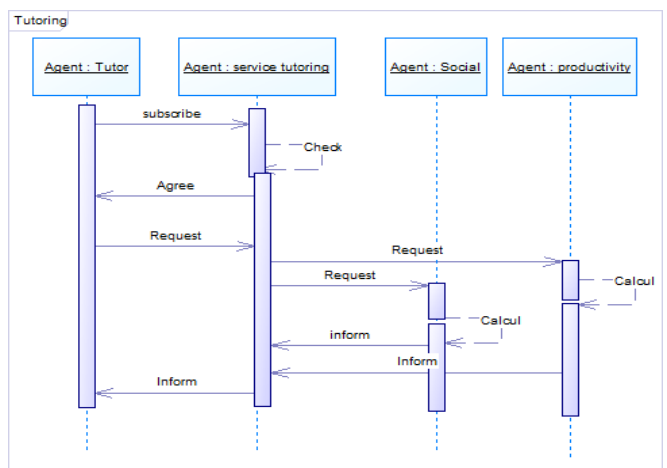 Tutoring
Agent : Tutor
Agent : service tutoring
Agent : Social
Agent : productivity
subscribe
Check
Agree
Request
Request
Request
Calcul
Calcul
inform
Inform
Inform